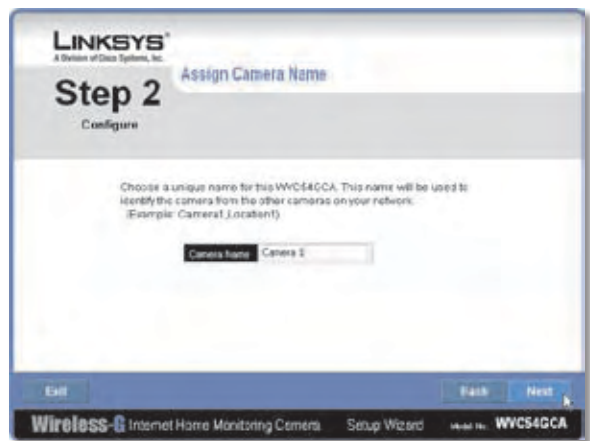 LINKSYS®
A Division of Cisco Systems, Inc.
Assign Camera Name
Step 2
Configure
Choose a unique name for this WVC54GCA. This name will be used to
identify the camera from the other cameras on your network.
(Example: Camera1,Location1)
Camera Name
Camera 1
Exit
Back
Next
Wireless-G Internet Home Monitoring Camera
Setup Wizard
Model No.
WVC54GCA